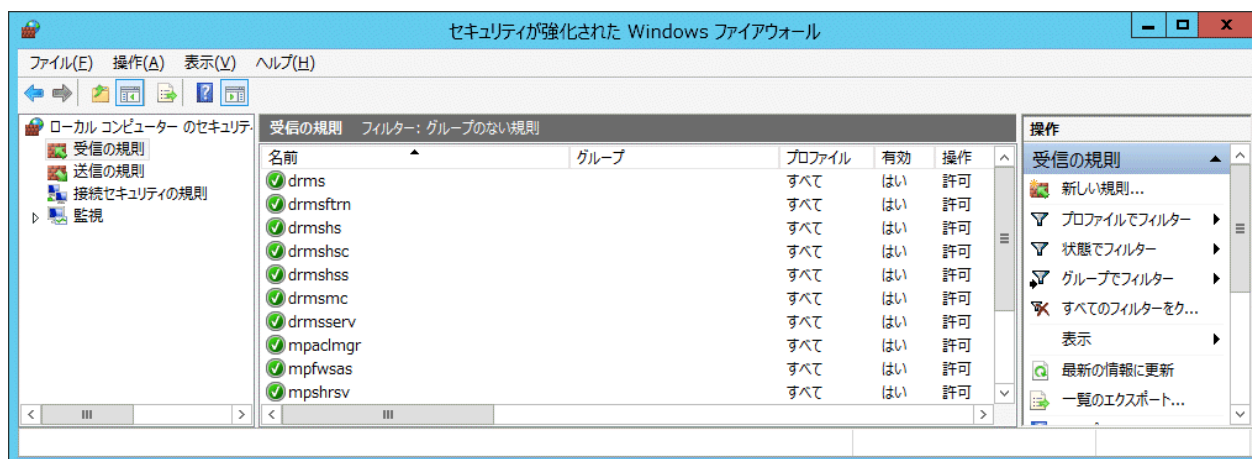 セキュリティが強化された Windows ファイアウォール
ファイル(F) 操作(A) 表示(V) ヘルプ(H)
ローカル コンピューター のセキュリテ
受信の規則
送信の規則
接続セキュリティの規則
監視
受信の規則 フィルター: グループのない規則
名前 グループ プロファイル 有効 操作
drms すべて はい 許可
drmsftrn すべて はい 許可
drmshs すべて はい 許可
drmshsc すべて はい 許可
drmshss すべて はい 許可
drmsmc すべて はい 許可
drmsserv すべて はい 許可
mpaclmgr すべて はい 許可
mpfwsas すべて はい 許可
mpshrsv すべて はい 許可
操作
受信の規則
新しい規則...
プロファイルでフィルター
状態でフィルター
グループでフィルター
すべてのフィルターをク...
表示
最新の情報に更新
一覧のエクスポート...